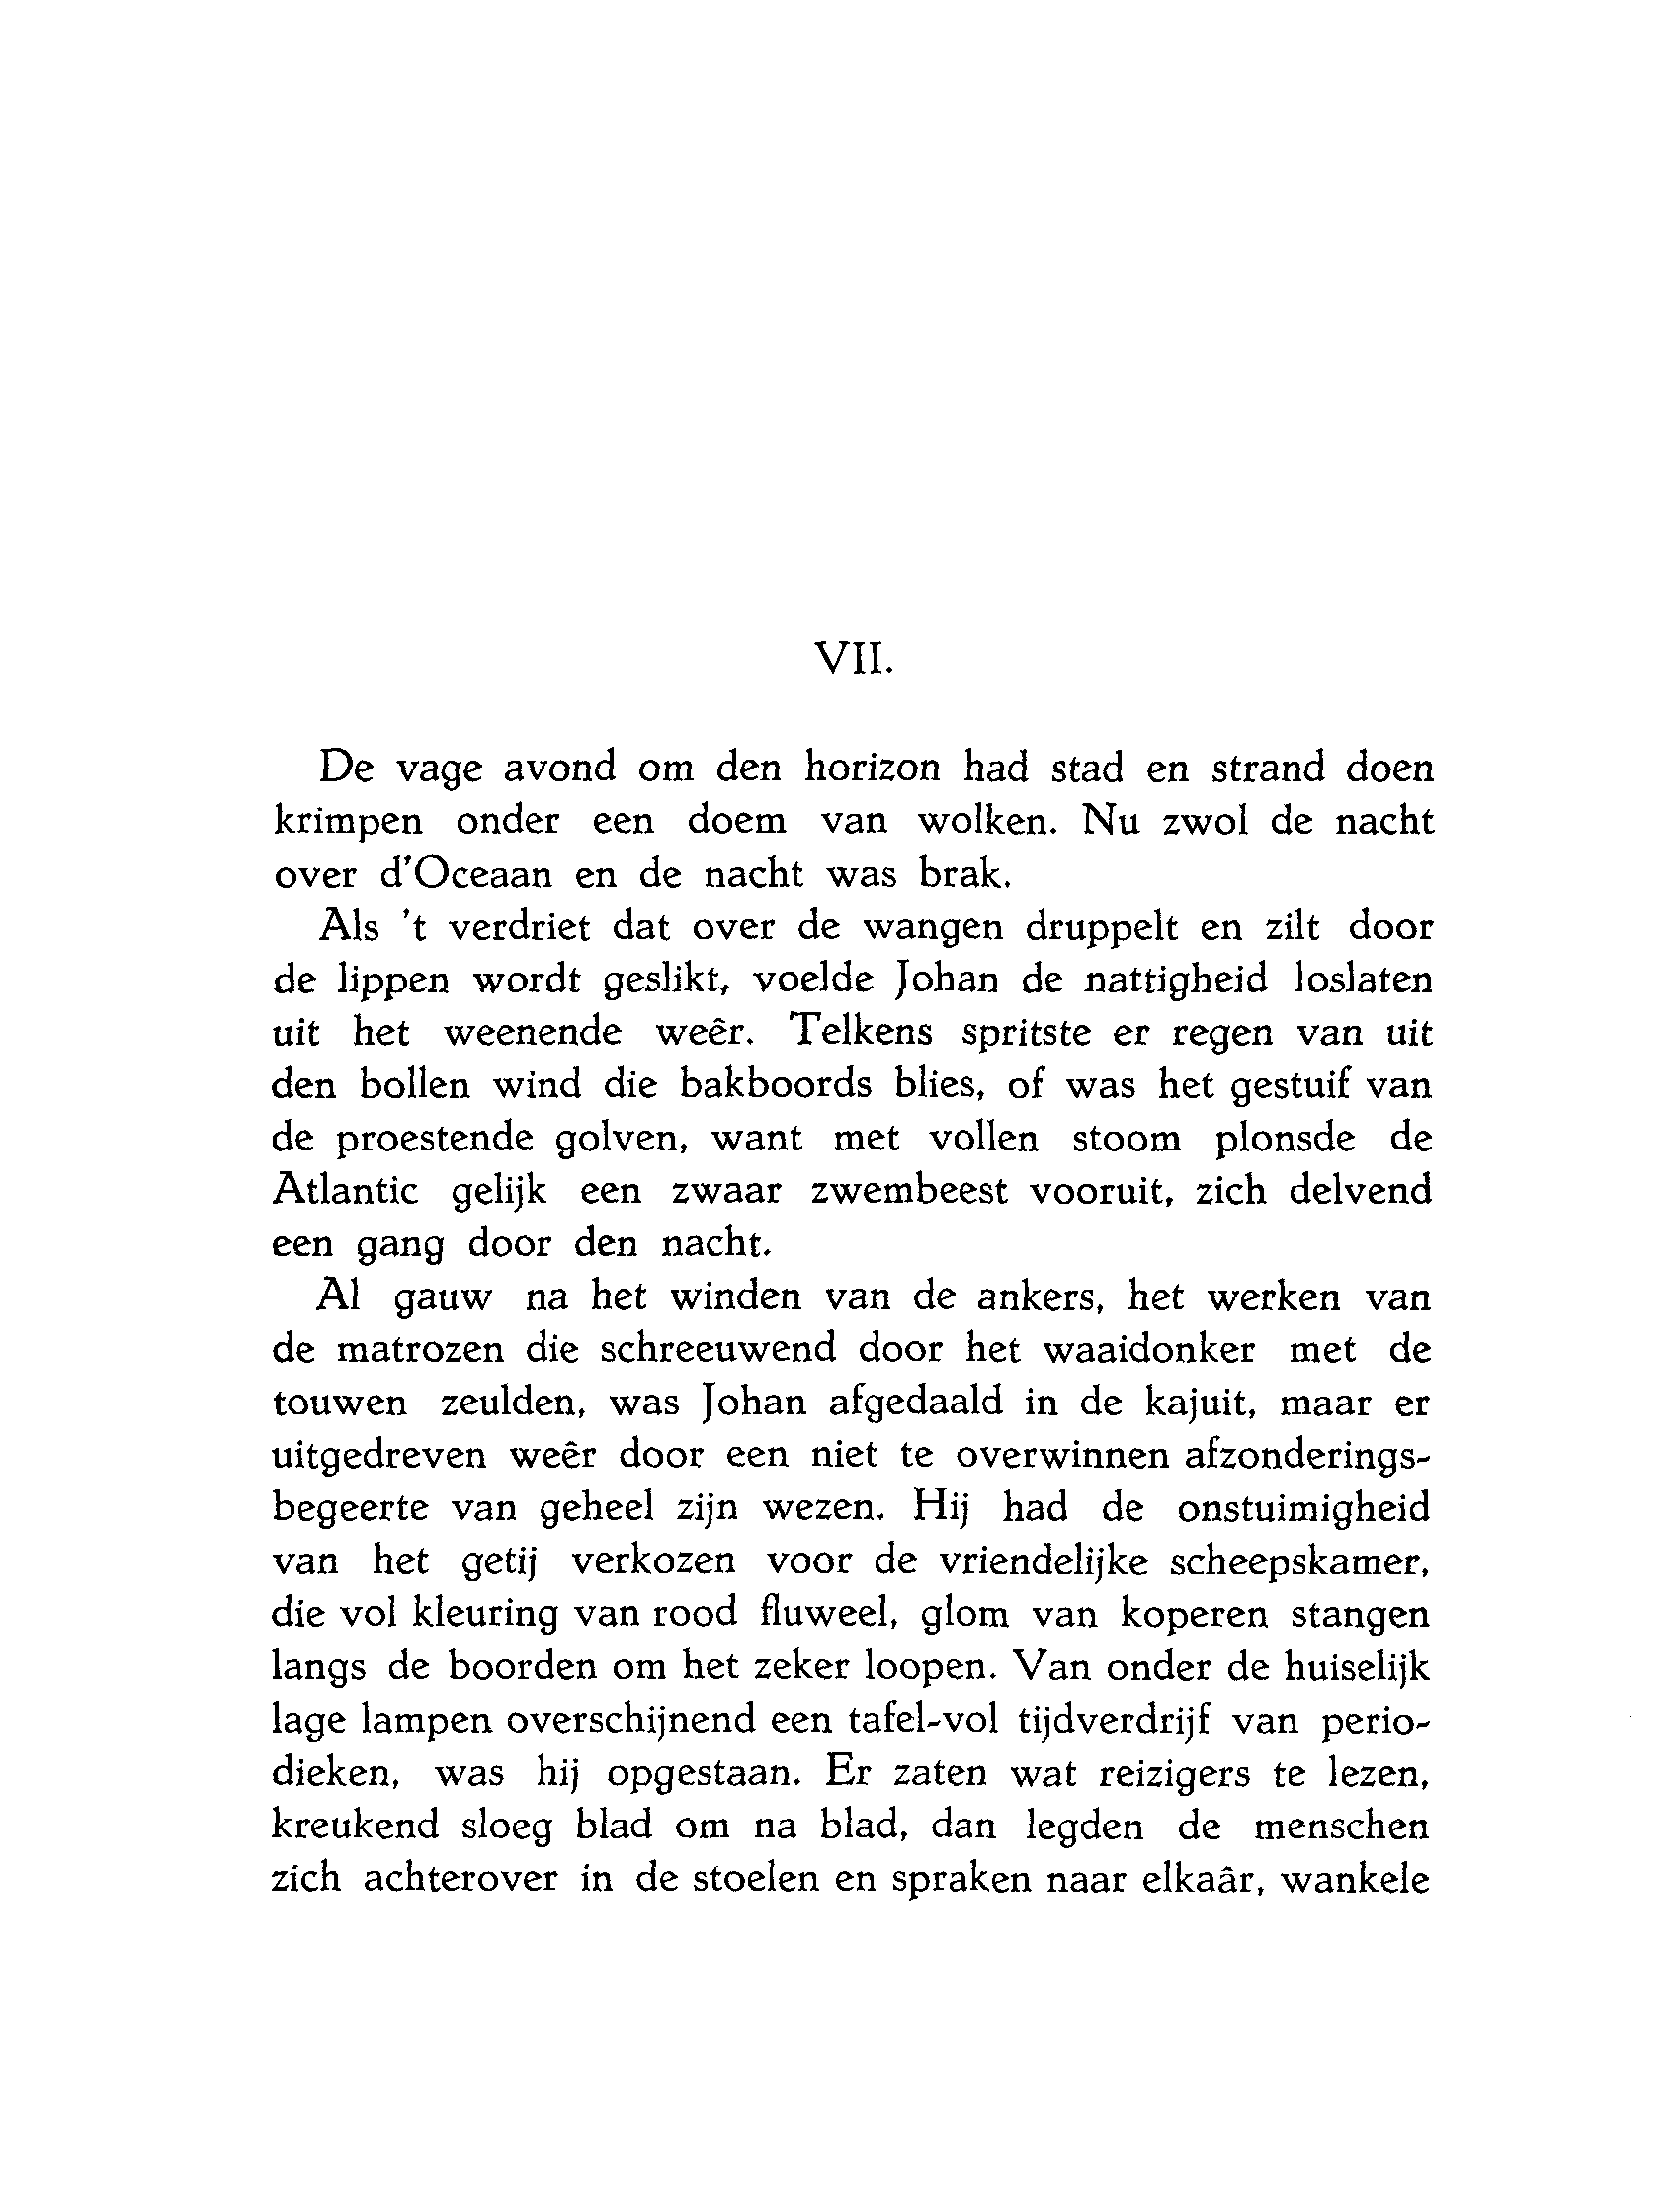 VII.
De vage avond om den horizon had stad en strand doen
krimpen onder een doem van wolken. Nu zwol de nacht
over d'Oceaan en de nacht was brak.
Als 't verdriet dat over de wangen druppelt en zilt door
de lippen wordt geslikt, voelde Johan de nattigheid loslaten
uit het weenende weêr. Telkens spritste er regen van uit
den bollen wind die bakboords blies, of was het gestuif van
de proestende golven, want met vollen stoom plonsde de
Atlantic gelijk een zwaar zwembeest vooruit, zich delvend
een gang door den nacht.
Al gauw na het winden van de ankers, het werken van
de matrozen die schreeuwend door het waaidonker met de
touwen zeulden, was Johan afgedaald in de kajuit, maar er
uitgedreven weêr door een niet te overwinnen afzonderings-
begeerte van geheel zijn wezen. Hij had de onstuimigheid
van het getij verkozen voor de vriendelijke scheepskamer,
die vol kleuring van rood fluweel, glom van koperen stangen
langs de boorden om het zeker loopen. Van onder de huiselijk
lage lampen overschijnend een tafel-vol tijdverdrijf van perio-
dieken, was hij opgestaan. Er zaten wat reizigers te lezen,
kreukend sloeg blad om na blad, dan legden de menschen
zich achterover in de stoelen en spraken naar elkaâr, wankele